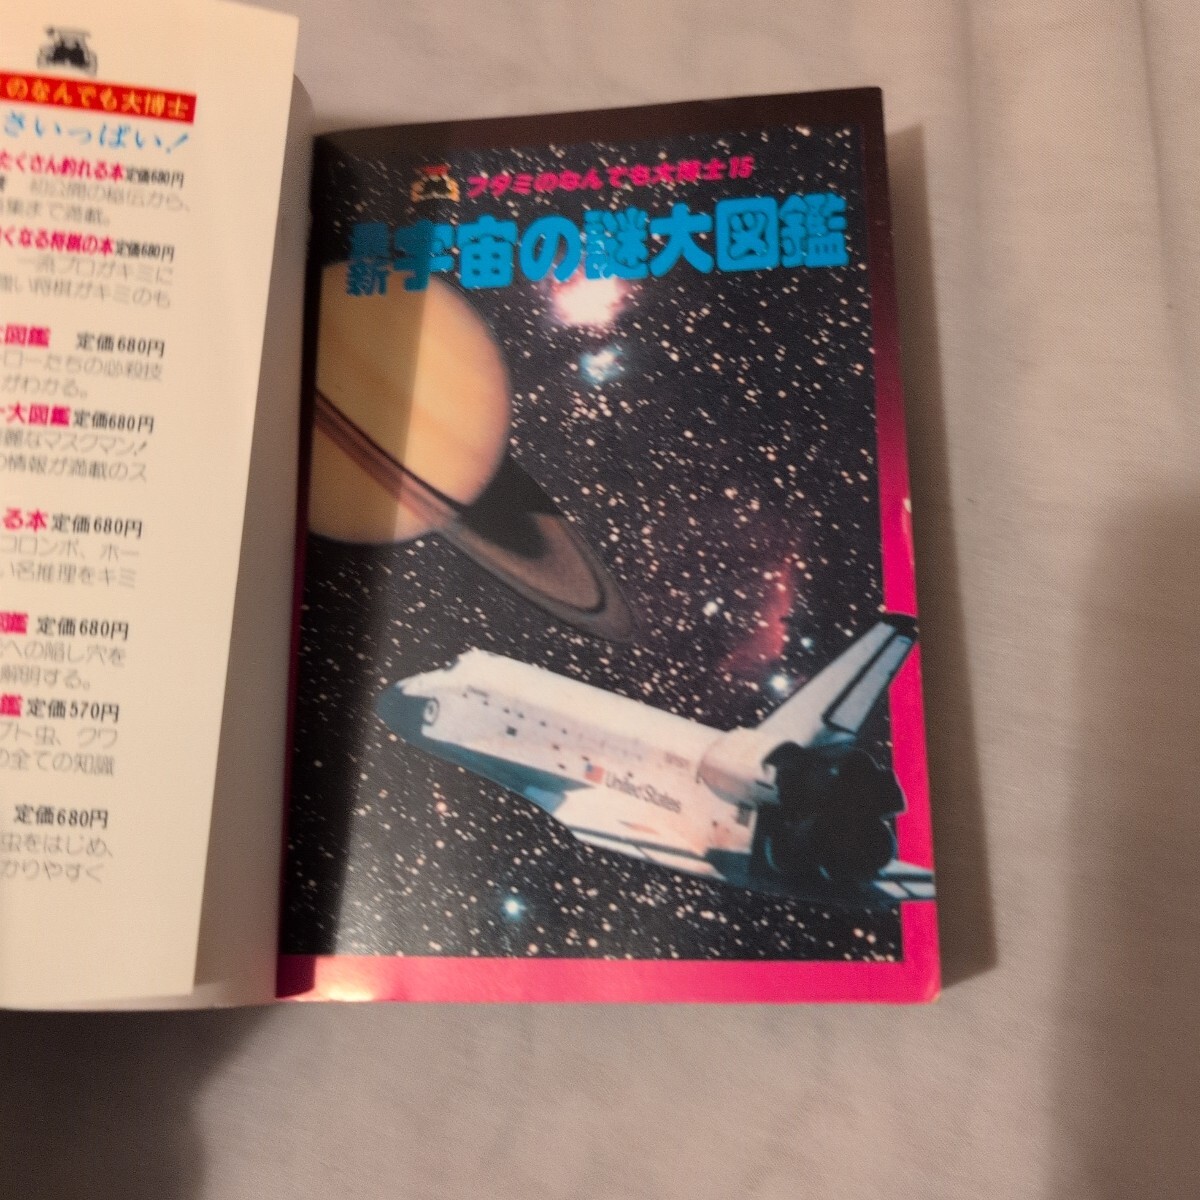 のなんでも大博士
さいっぱい!
たくさん釣れる本 定価680円
初公開の秘伝から、
集まで満載。
くなる将棋の本 定価680円
一系プロガキミに
強い将棋ガキミのも
大図鑑 定価680円
ーローたちの必殺技
がわかる。
ー大図鑑 定価680円
麗なマスクマン!
の情報が満載のス
る本 定価680円
コロンボ、ホー
い名推理をキミ
図鑑 定価680円
への陥し穴を
解明する。
鑑 定価570円
ブト虫、クワ
の全ての知識
定価680円
虫をはじめ、
かりやすく
フタミのなんでも大博士15
最新宇宙の謎大図鑑
United States